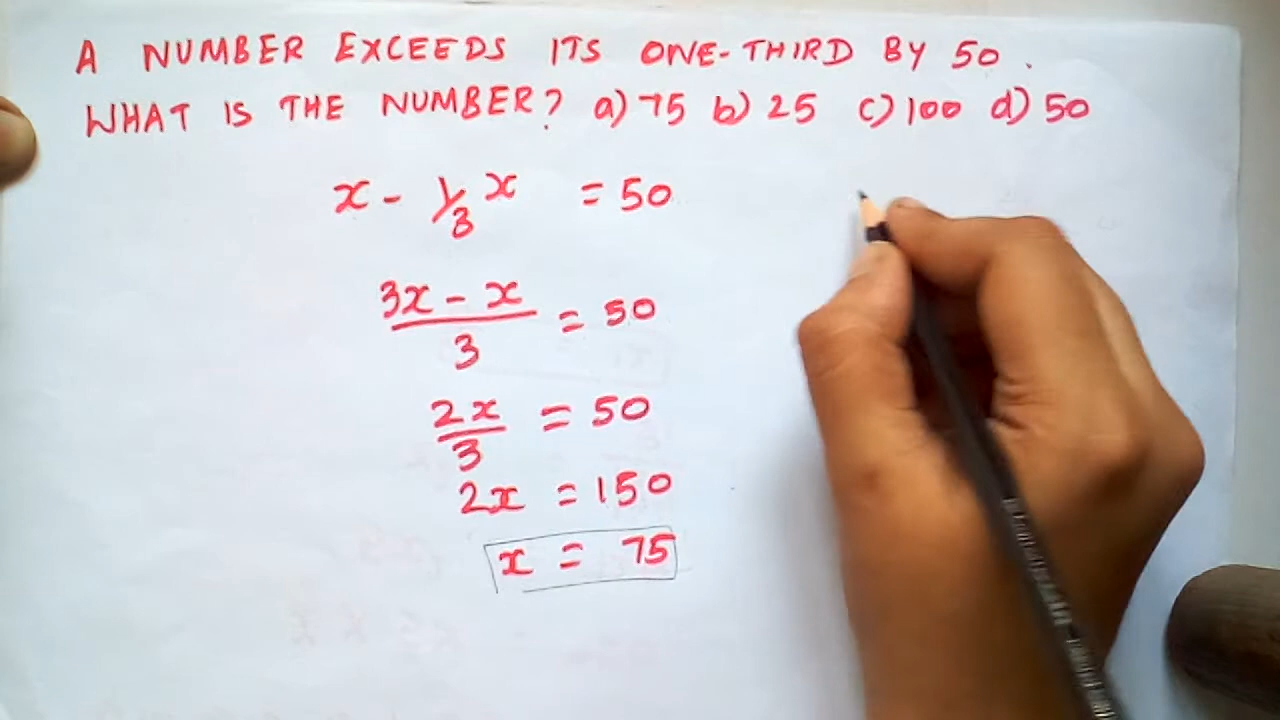 A NUMBER EXCEEDS ITS ONE-THIRD BY 50.
WHAT IS THE NUMBER? a) 75 b) 25 c) 100 d) 50
x - 1/3 x = 50
3x - x / 3 = 50
2x / 3 = 50
2x = 150
x = 75